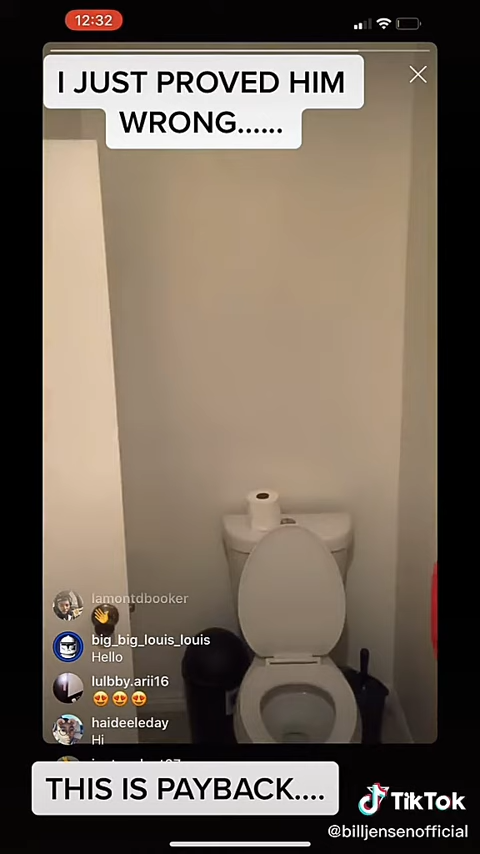 12:32
I JUST PROVED HIM
WRONG......
lamontdbooker
big_big_louis_louis
Hello
lulbby.arii16
haideeleday
Hi
THIS IS PAYBACK....
TikTok
@billjensenofficial